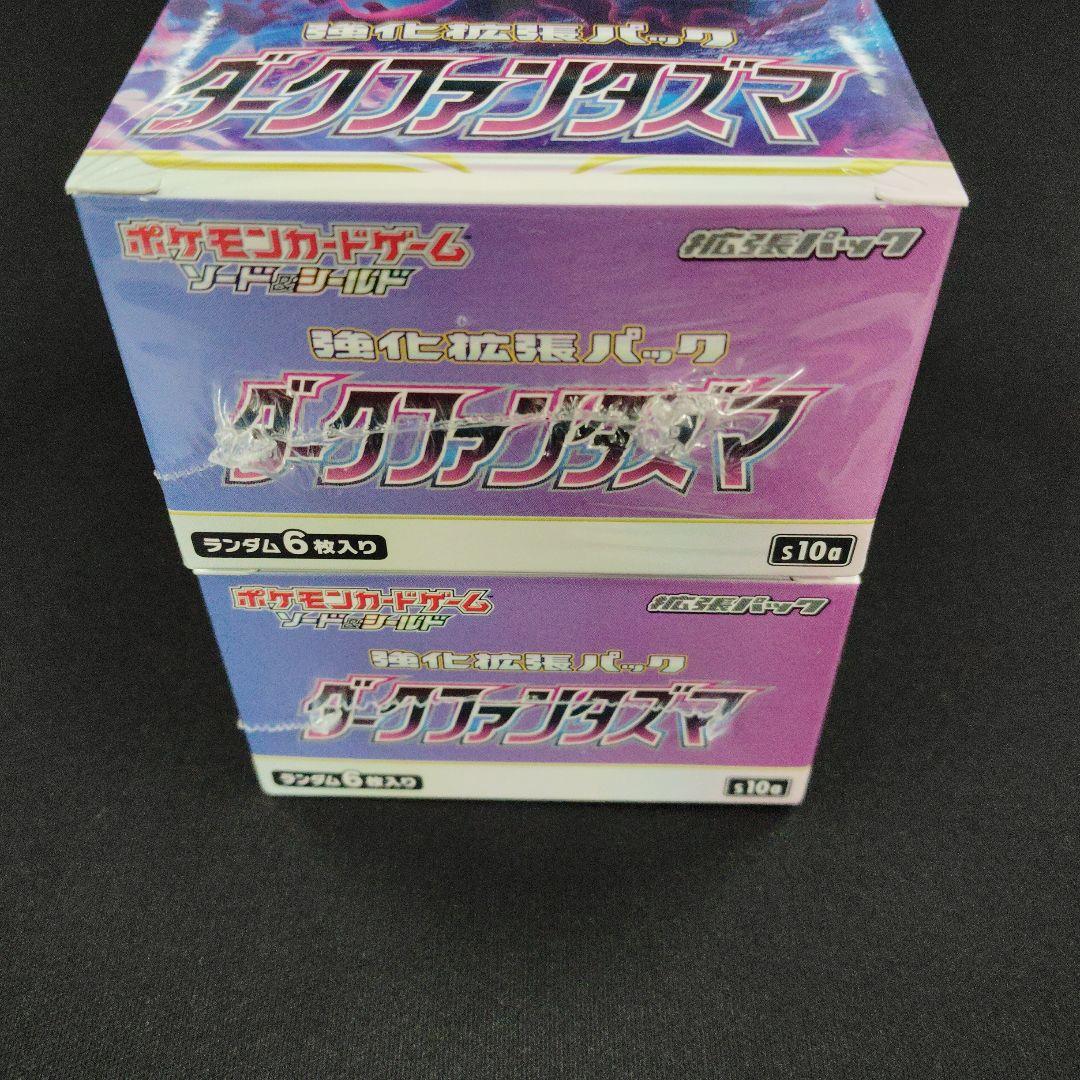 強化拡張パック
ダークファンタズマ
ポケモンカードゲーム
ソード&シールド
拡張パック
強化拡張パック
ダークファンタズマ
ランダム6枚入り
s10a
ポケモンカードゲーム
ソード&シールド
拡張パック
強化拡張パック
ダークファンタズマ
ランダム6枚入り
s10a